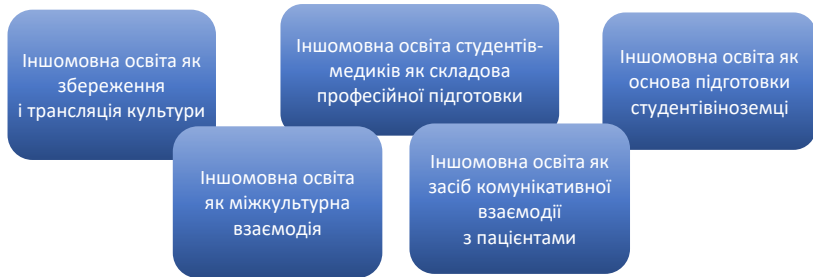 Іншомовна освіта як
збереження
і трансляція культури
Іншомовна освіта студентів-
медиків як складова
професійної підготовки
Іншомовна освіта як
основа підготовки
студентівіноземці
Іншомовна освіта
як міжкультурна
взаємодія
Іншомовна освіта як
засіб комунікативної
взаємодії
з пацієнтами